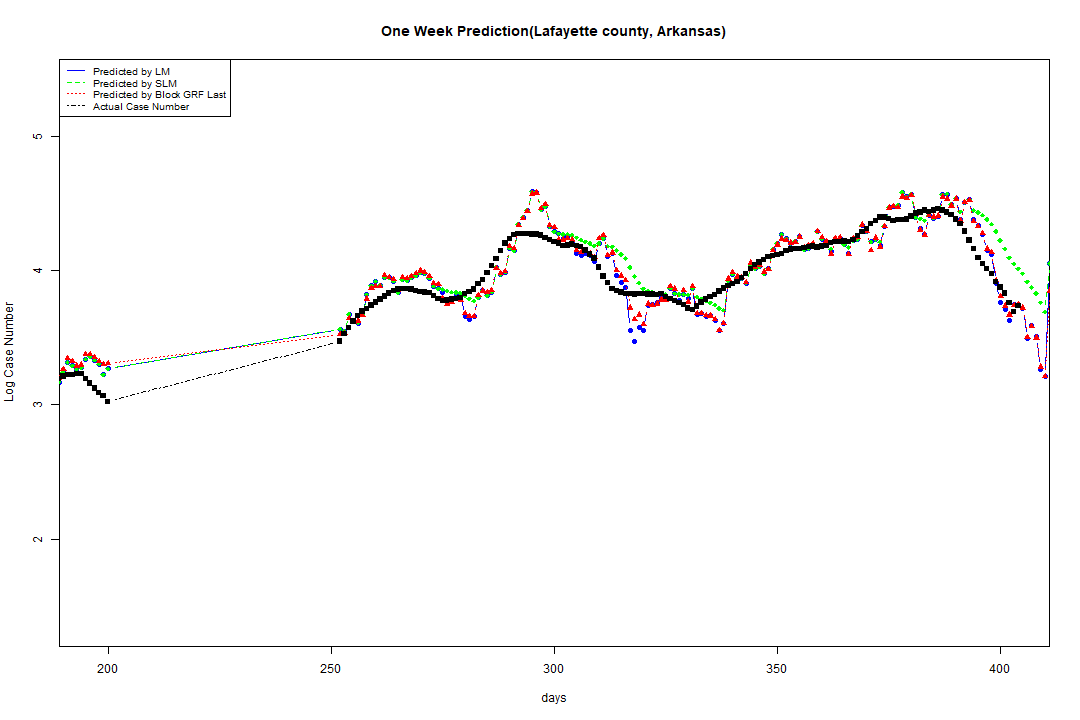 One Week Prediction(Lafayette county, Arkansas)
Predicted by LM
Predicted by SLM
Predicted by Block GRF Last
Actual Case Number
5
4
3
2
Log Case Number
200 250 300 350 400
days